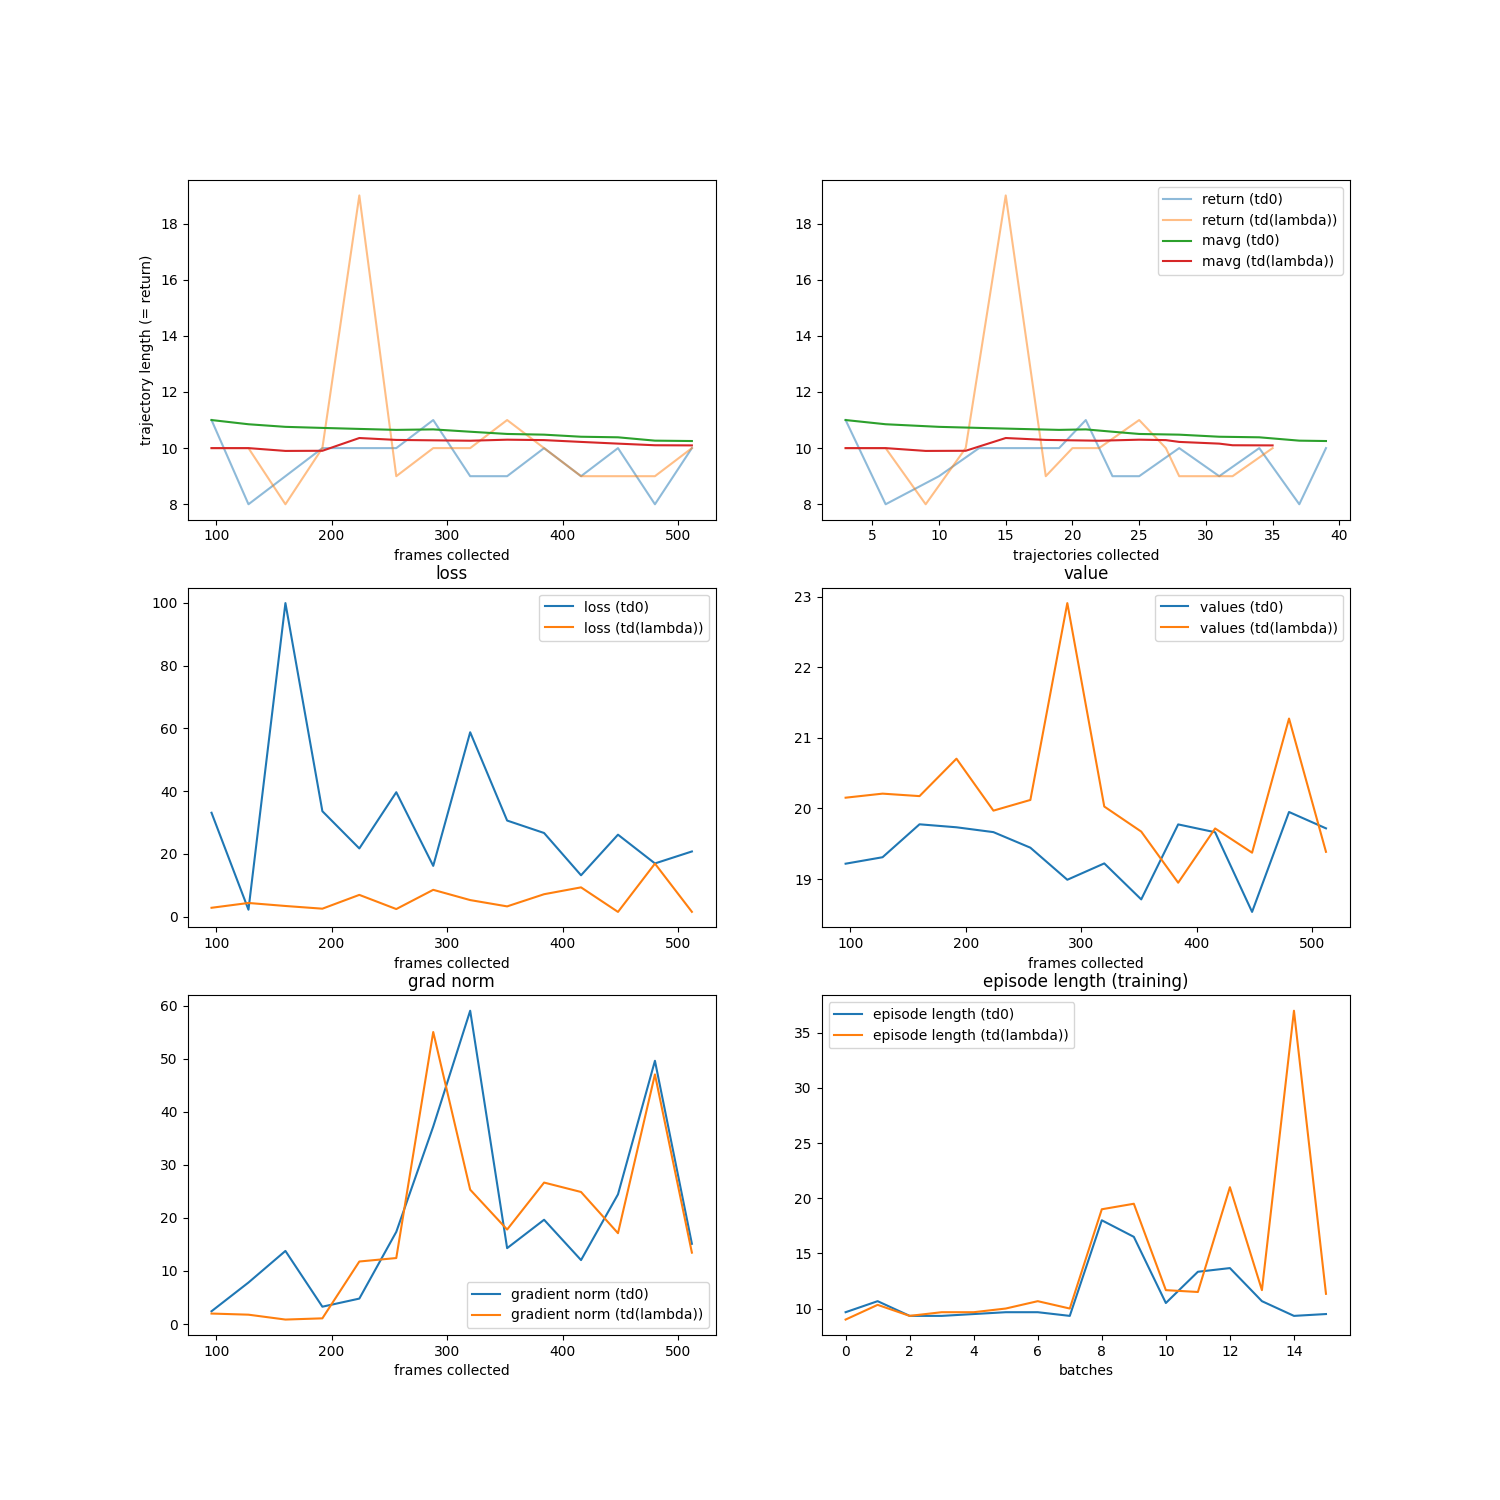 18
16
14
12
10
8
trajectory length (= return)
100 200 300 400 500
frames collected
18
16
14
12
10
8
return (td0)
return (td(lambda))
mavg (td0)
mavg (td(lambda))
5 10 15 20 25 30 35 40
trajectories collected
loss
100
80
60
40
20
0
loss (td0)
loss (td(lambda))
100 200 300 400 500
frames collected
value
23
22
21
20
19
values (td0)
values (td(lambda))
100 200 300 400 500
frames collected
grad norm
60
50
40
30
20
10
0
gradient norm (td0)
gradient norm (td(lambda))
100 200 300 400 500
frames collected
episode length (training)
35
30
25
20
15
10
episode length (td0)
episode length (td(lambda))
0 2 4 6 8 10 12 14
batches